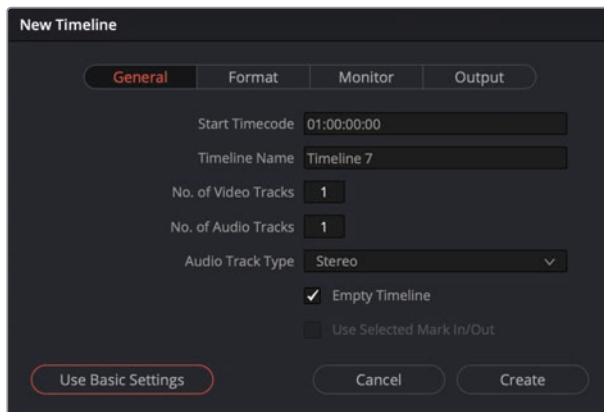 New Timeline
General Format Monitor Output
Start Timecode 01:00:00:00
Timeline Name Timeline 7
No. of Video Tracks 1
No. of Audio Tracks 1
Audio Track Type Stereo
Empty Timeline
Use Selected Mark In/Out
Use Basic Settings Cancel Create